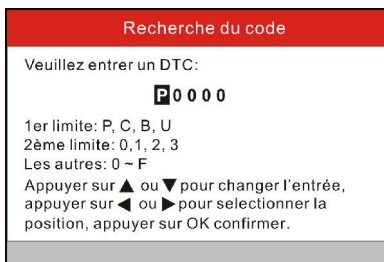 Recherche du code
Veuillez entrer un DTC:
P0000
1er limite: P, C, B, U
2ème limite: 0,1, 2, 3
Les autres: 0 ~ F
Appuyer sur ▲ ou ▼ pour changer l'entrée,
appuyer sur ◀ ou ▶ pour selectionner la
position, appuyer sur OK confirmer.